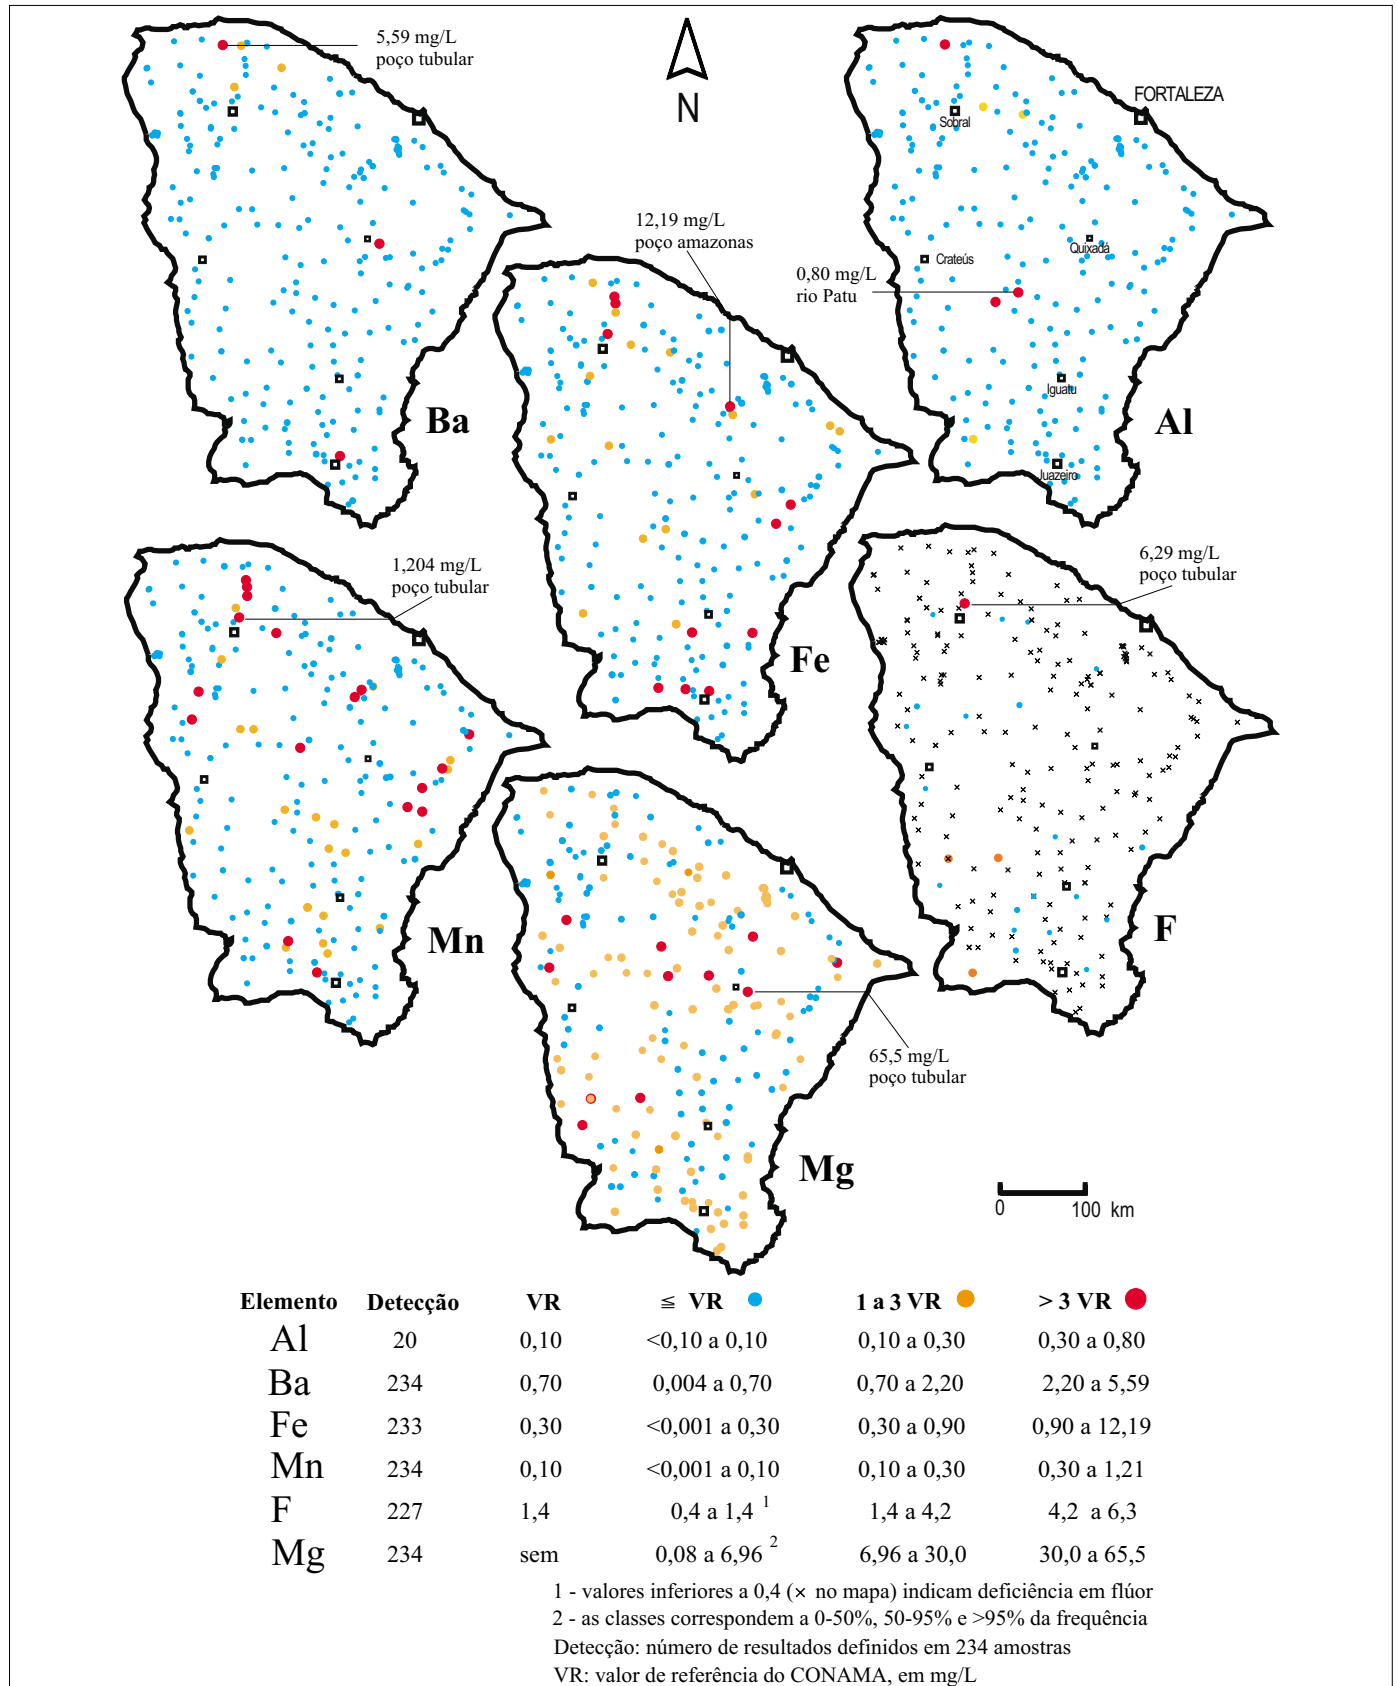 5,59 mg/L
poço tubular
N
FORTALEZA
Sobral
12,19 mg/L
poço amazonas
Quixadá
Crateús
0,80 mg/L
rio Patu
Iguatu
Ba
Al
Juazeiro
1,204 mg/L
poço tubular
6,29 mg/L
poço tubular
Fe
Mn
F
65,5 mg/L
poço tubular
Mg
0 100 km
Elemento Detecção VR ≦ VR 1 a 3 VR > 3 VR
Al 20 0,10 <0,10 a 0,10 0,10 a 0,30 0,30 a 0,80
Ba 234 0,70 0,004 a 0,70 0,70 a 2,20 2,20 a 5,59
Fe 233 0,30 <0,001 a 0,30 0,30 a 0,90 0,90 a 12,19
Mn 234 0,10 <0,001 a 0,10 0,10 a 0,30 0,30 a 1,21
F 227 1,4 0,4 a 1,4 1 1,4 a 4,2 4,2 a 6,3
Mg 234 sem 0,08 a 6,96 2 6,96 a 30,0 30,0 a 65,5
1 - valores inferiores a 0,4 (× no mapa) indicam deficiência em flúor
2 - as classes correspondem a 0-50%, 50-95% e >95% da frequência
Detecção: número de resultados definidos em 234 amostras
VR: valor de referência do CONAMA, em mg/L